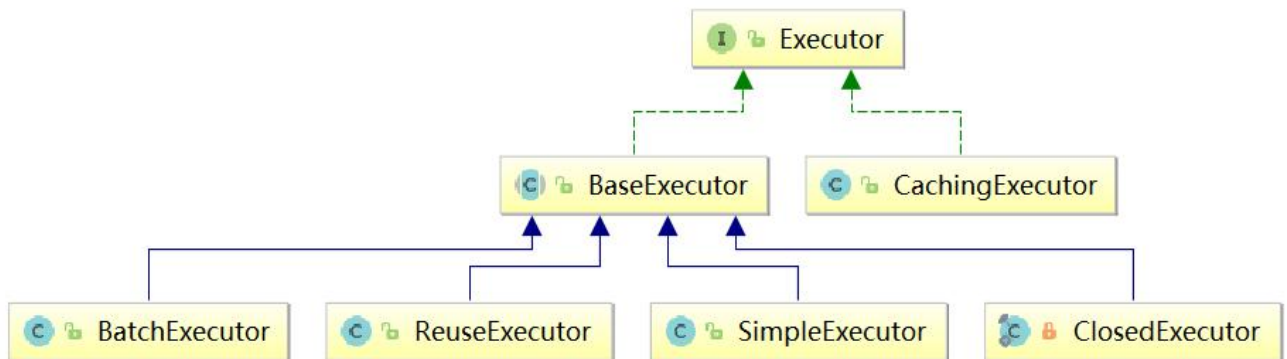 I Executor
C BaseExecutor
C CachingExecutor
C BatchExecutor
C ReuseExecutor
C SimpleExecutor
C ClosedExecutor